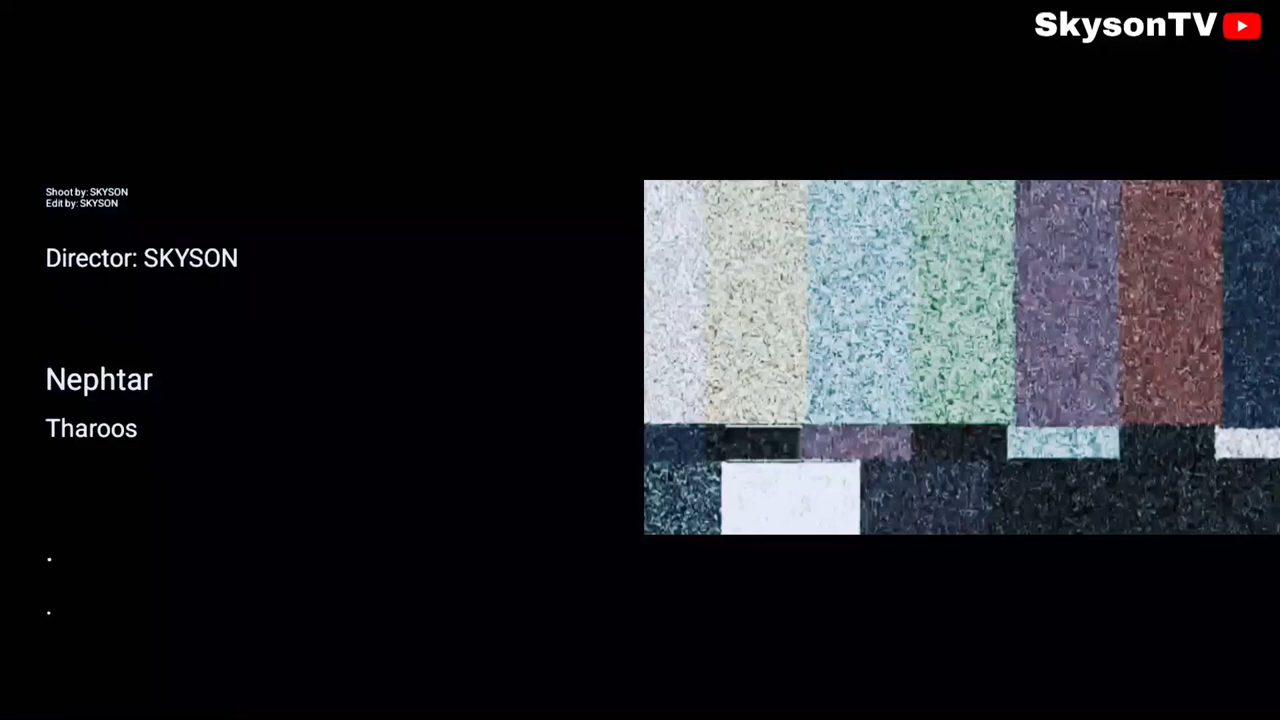 SkysonTV
Shoot by: SKYSON
Edit by: SKYSON
Director: SKYSON
Nephtar
Tharoos
.
.